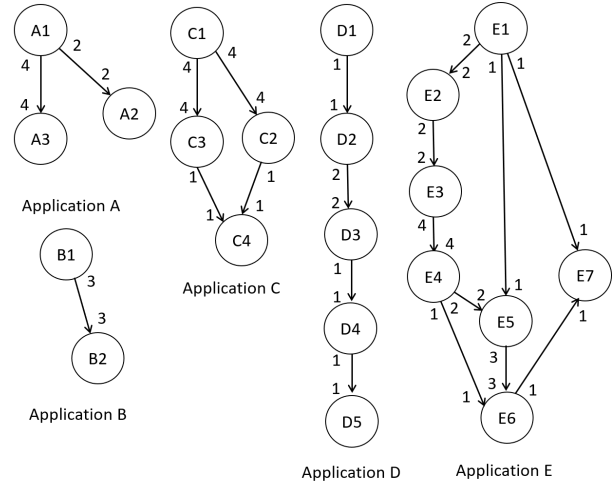 A1
2
4
2
4
A3
A2
Application A
B1
3
3
B2
Application B
C1
4
4
4
4
C3
C2
1
1
1
1
C4
Application C
D1
1
1
D2
2
2
D3
1
1
D4
1
1
D5
Application D
E1
2
2
1
1
E2
2
2
E3
4
4
E4
1
E7
2
2
1
E5
1
1
3
3
1
1
E6
Application E